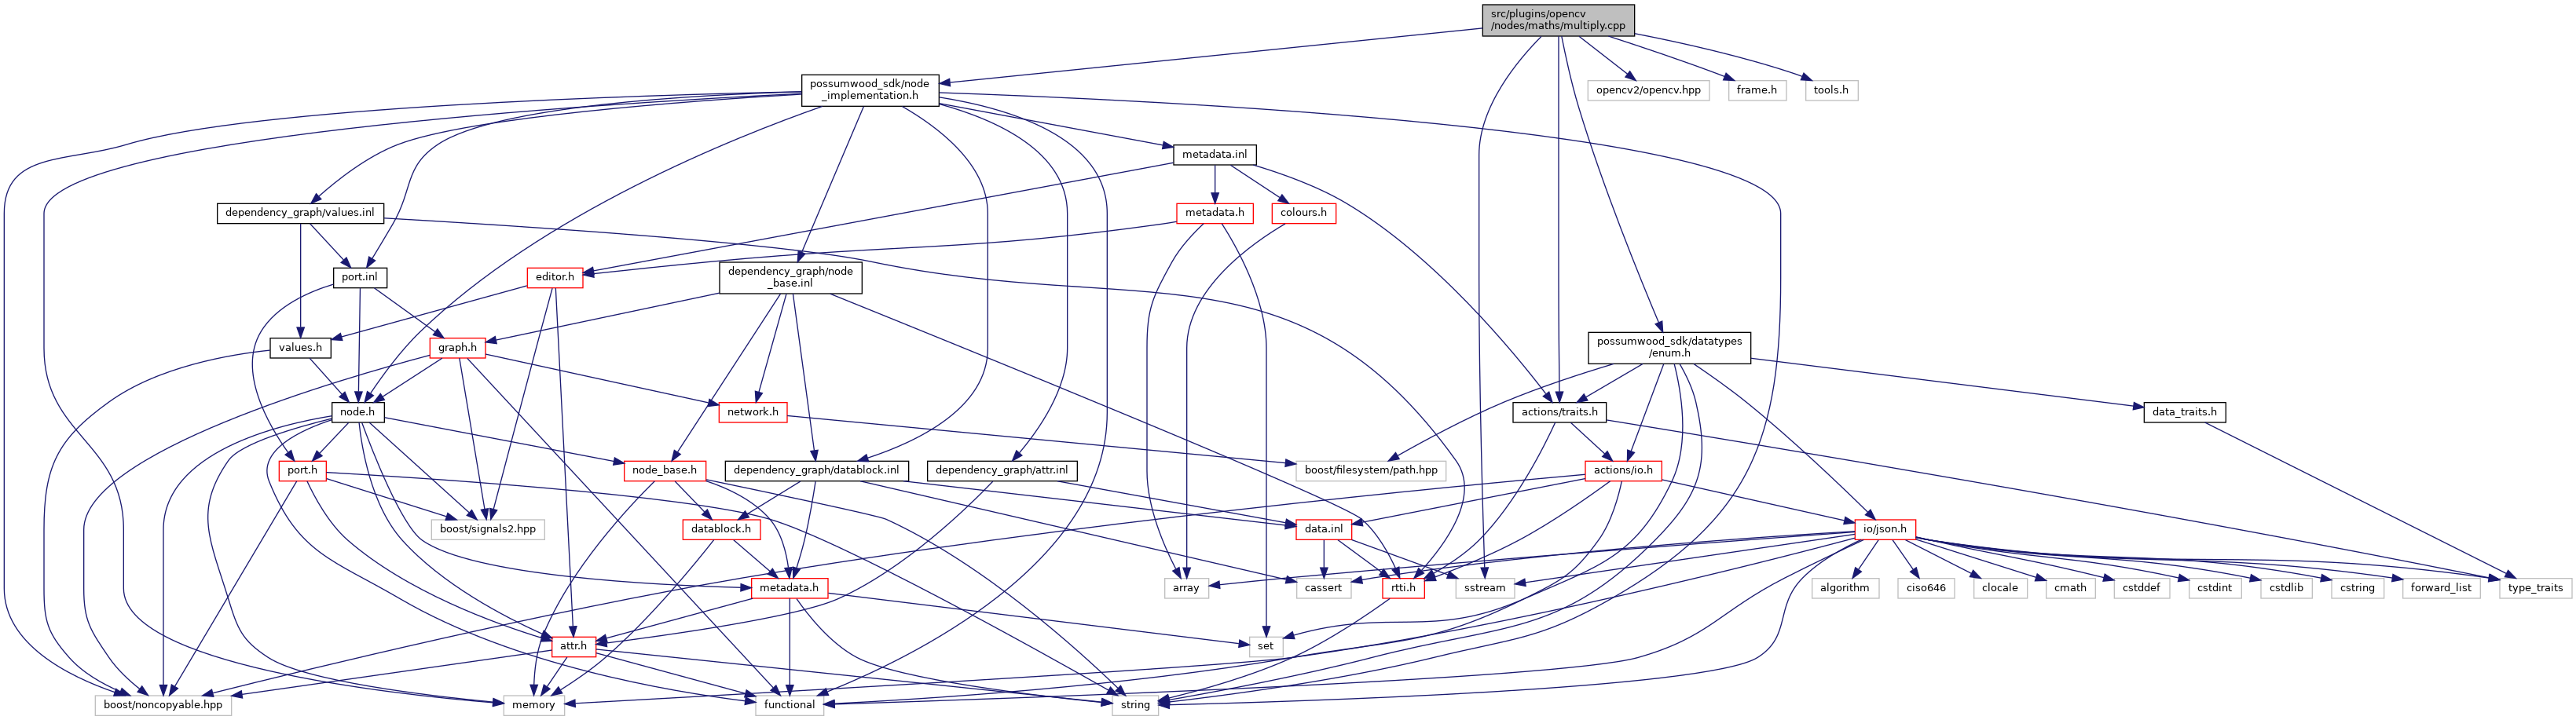 src/plugins/opencv
/nodes/maths/multiply.cpp
possumwood_sdk/node
_implementation.h
opencv2/opencv.hpp
frame.h
tools.h
metadata.inl
dependency_graph/values.inl
metadata.h
colours.h
port.inl
editor.h
dependency_graph/node
_base.inl
values.h
graph.h
possumwood_sdk/datatypes
/enum.h
node.h
network.h
actions/traits.h
data_traits.h
port.h
node_base.h
dependency_graph/datablock.inl
dependency_graph/attr.inl
boost/filesystem/path.hpp
actions/io.h
boost/signals2.hpp
datablock.h
data.inl
io/json.h
metadata.h
array
cassert
rtti.h
sstream
algorithm
ciso646
clocale
cmath
cstddef
cstdint
cstdlib
cstring
forward_list
type_traits
attr.h
set
boost/noncopyable.hpp
memory
functional
string